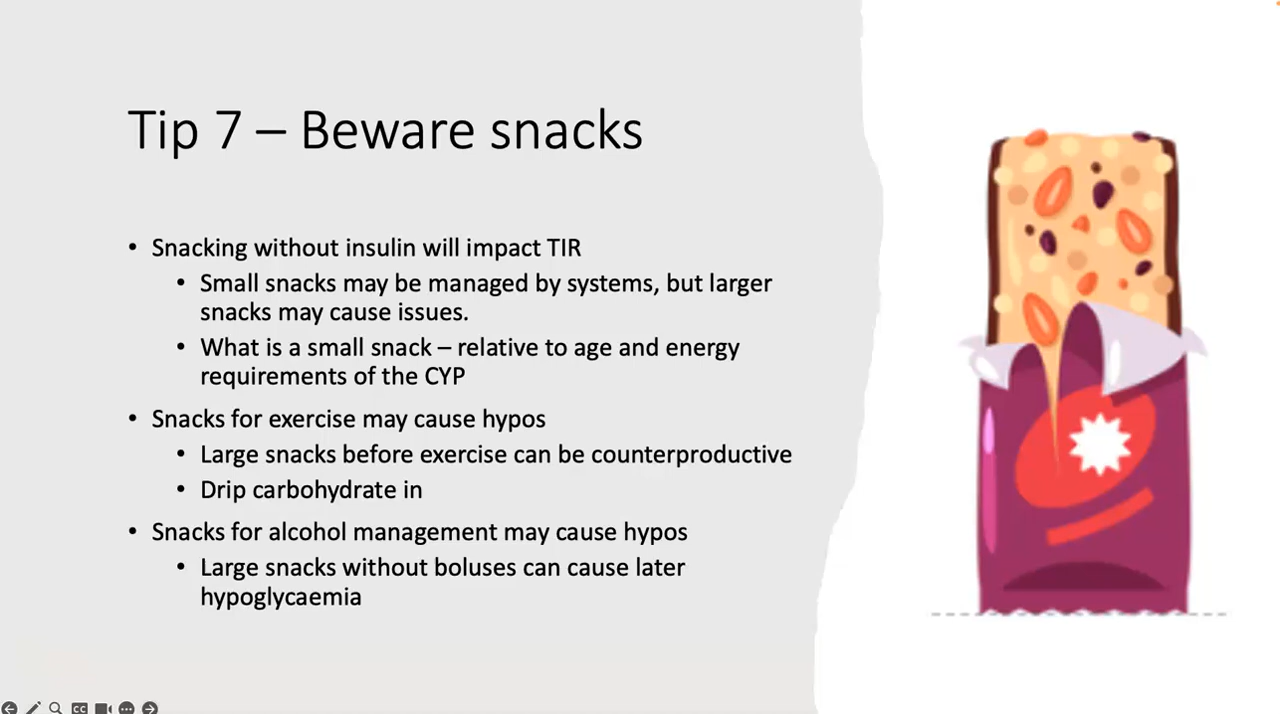 Tip 7 – Beware snacks
• Snacking without insulin will impact TIR
• Small snacks may be managed by systems, but larger
snacks may cause issues.
• What is a small snack – relative to age and energy
requirements of the CYP
• Snacks for exercise may cause hypos
• Large snacks before exercise can be counterproductive
• Drip carbohydrate in
• Snacks for alcohol management may cause hypos
• Large snacks without boluses can cause later
hypoglycaemia
CC